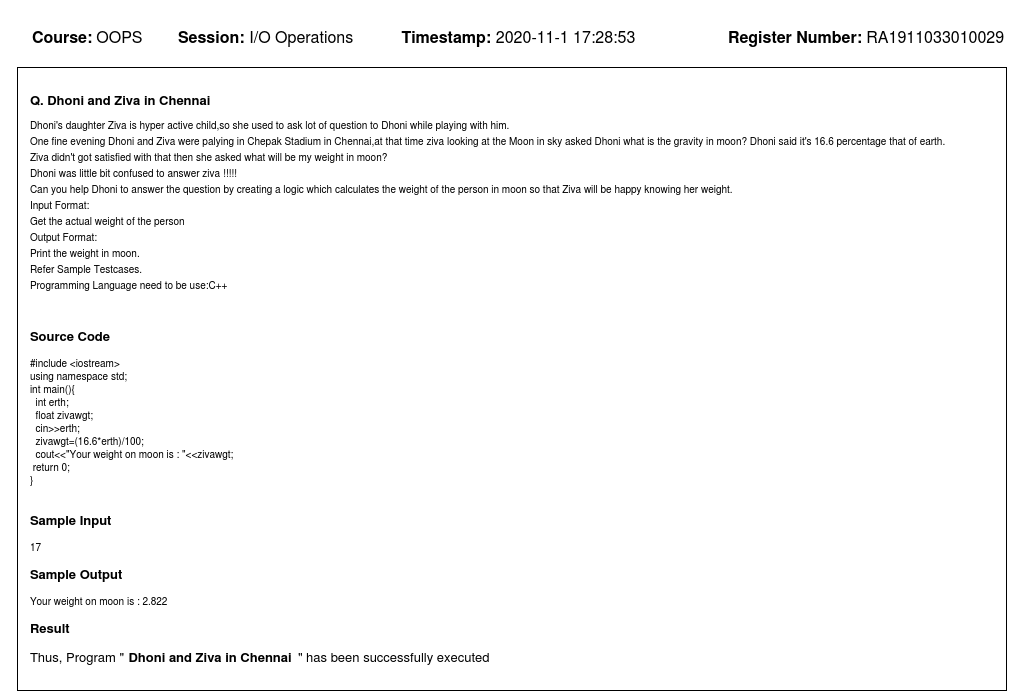 Course: OOPS Session: I/O Operations Timestamp: 2020-11-1 17:28:53 Register Number: RA1911033010029
Q. Dhoni and Ziva in Chennai
Dhoni's daughter Ziva is hyper active child,so she used to ask lot of question to Dhoni while playing with him.
One fine evening Dhoni and Ziva were palying in Chepak Stadium in Chennai,at that time ziva looking at the Moon in sky asked Dhoni what is the gravity in moon? Dhoni said it's 16.6 percentage that of earth.
Ziva didn't got satisfied with that then she asked what will be my weight in moon?
Dhoni was little bit confused to answer ziva !!!!!
Can you help Dhoni to answer the question by creating a logic which calculates the weight of the person in moon so that Ziva will be happy knowing her weight.
Input Format:
Get the actual weight of the person
Output Format:
Print the weight in moon.
Refer Sample Testcases.
Programming Language need to be use:C++
Source Code
#include <iostream>
using namespace std;
int main(){
  int erth;
  float zivawgt;
  cin>>erth;
  zivawgt=(16.6*erth)/100;
  cout<<"Your weight on moon is : "<<zivawgt;
 return 0;
}
Sample Input
17
Sample Output
Your weight on moon is : 2.822
Result
Thus, Program " Dhoni and Ziva in Chennai " has been successfully executed